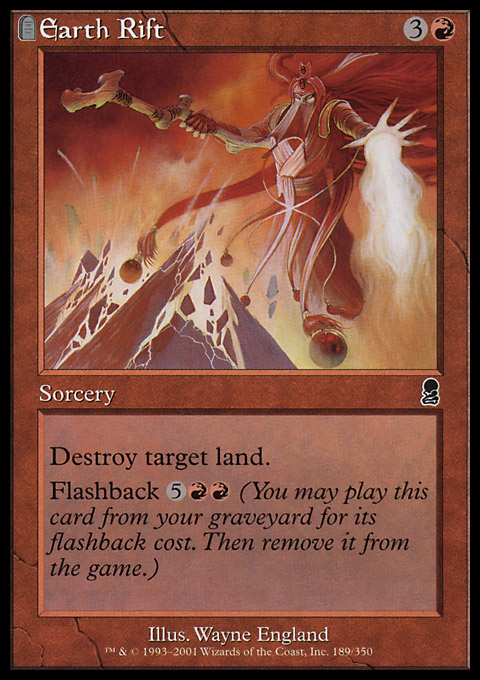 Earth Rift 3
Sorcery
Destroy target land.
Flashback 5 (You may play this
card from your graveyard for its
flashback cost. Then remove it from
the game.)
Illus. Wayne England
™ & © 1993–2001 Wizards of the Coast, Inc. 189/350